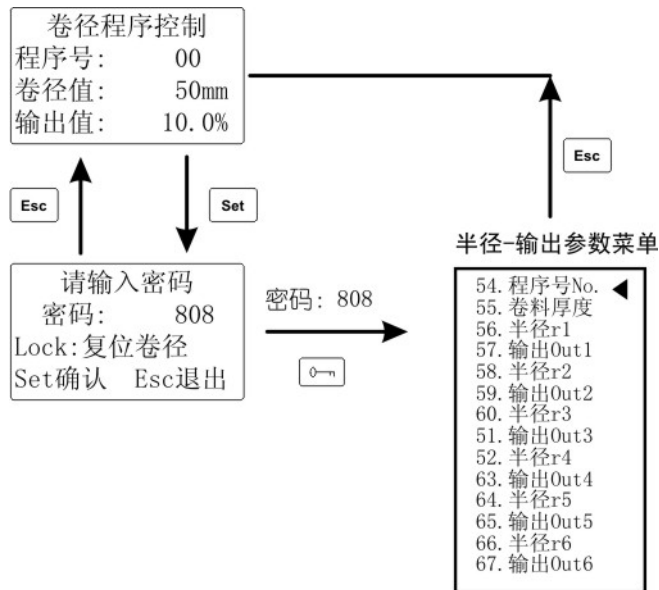 卷径程序控制
程序号: 00
卷径值: 50mm
输出值: 10.0%
Esc
Set
Esc
请输入密码
密码: 808
Lock:复位卷径
Set确认 Esc退出
密码: 808
半径-输出参数菜单
54.程序号No.
55.卷料厚度
56.半径r1
57.输出Out1
58.半径r2
59.输出Out2
60.半径r3
51.输出Out3
52.半径r4
63.输出Out4
64.半径r5
65.输出Out5
66.半径r6
67.输出Out6